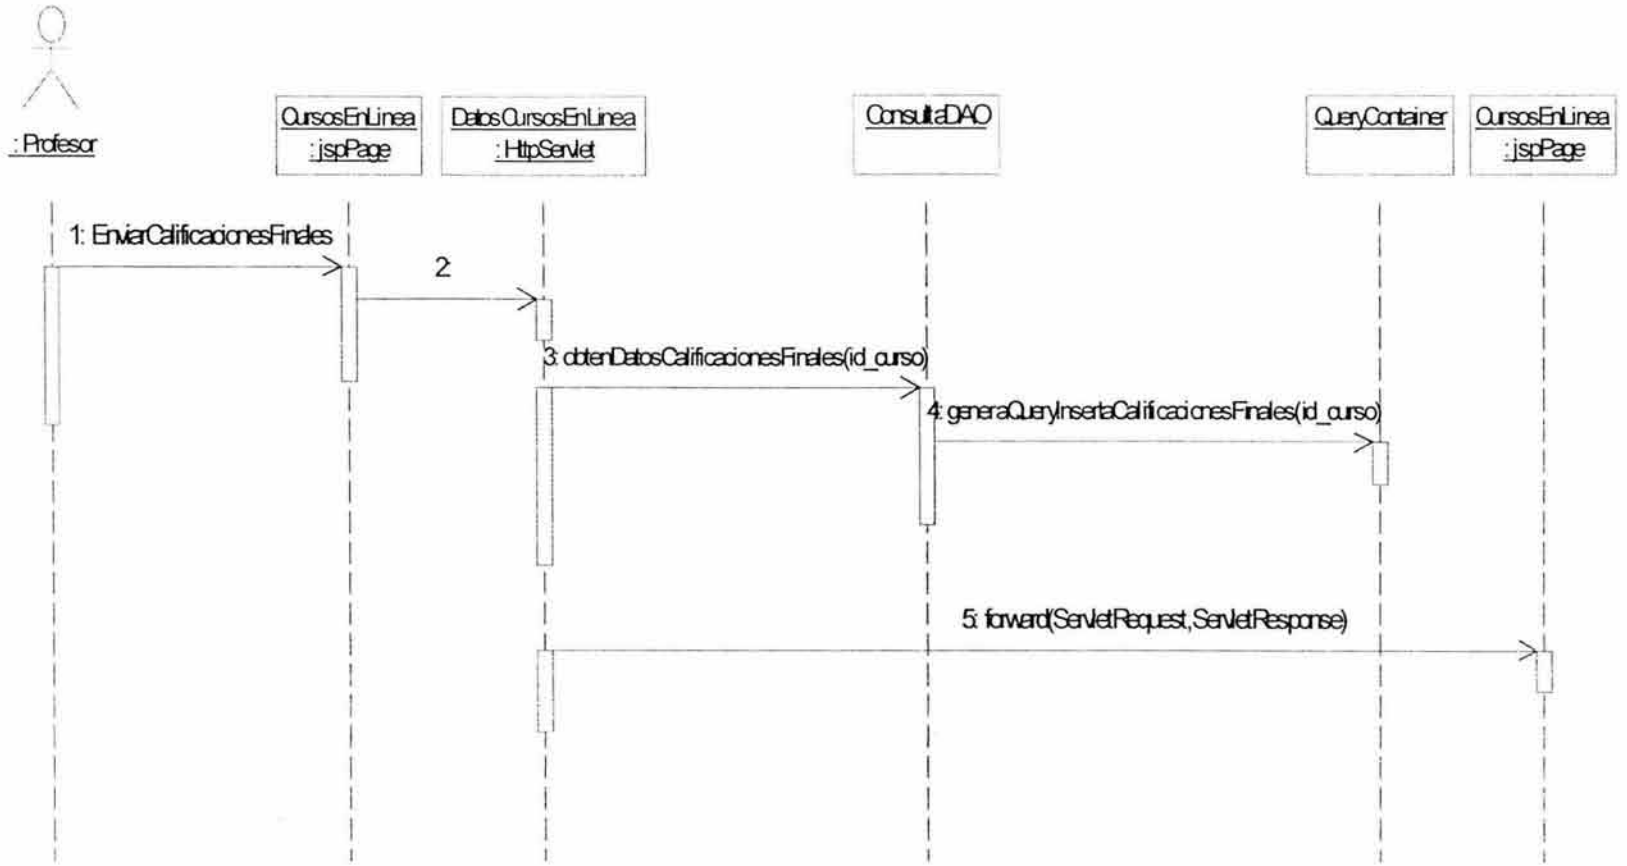 : Profesor
CursosEnLinea
: jspPage
DatosCursosEnLinea
: HttpServlet
ConsultaDAO
QueryContainer
CursosEnLinea
: jspPage
1: EnviarCalificacionesFinales
2:
3: obtenDatosCalificacionesFinales(id_curso)
4: generaQueryInsertaCalificacionesFinales(id_curso)
5: forward(ServletRequest,ServletResponse)